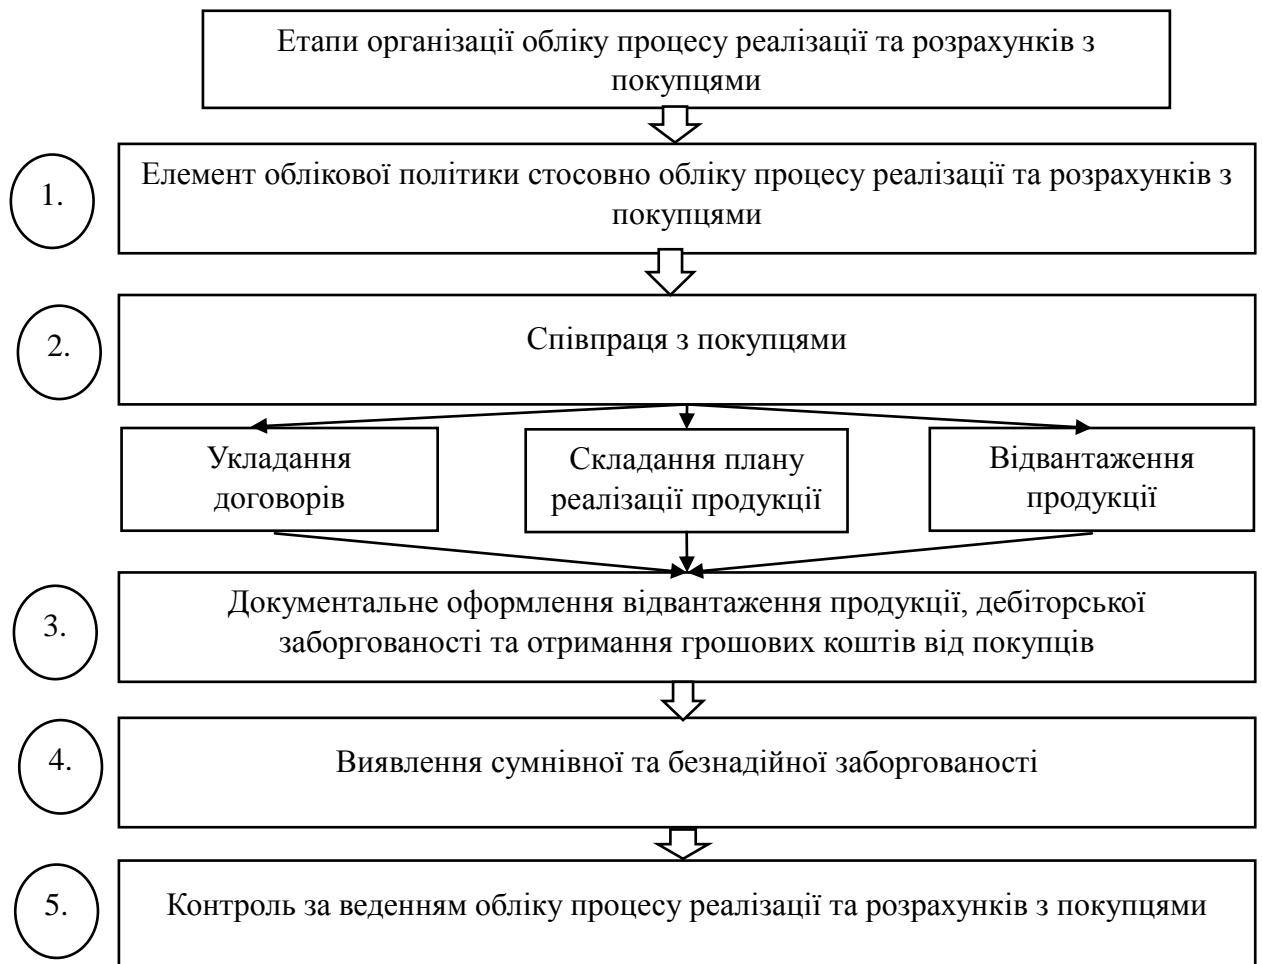 Етапи організації обліку процесу реалізації та розрахунків з
покупцями
1.
Елемент облікової політики стосовно обліку процесу реалізації та розрахунків з
покупцями
2.
Співпраця з покупцями
Укладання
договорів
Складання плану
реалізації продукції
Відвантаження
продукції
3.
Документальне оформлення відвантаження продукції, дебіторської
заборгованості та отримання грошових коштів від покупців
4.
Виявлення сумнівної та безнадійної заборгованості
5.
Контроль за веденням обліку процесу реалізації та розрахунків з покупцями